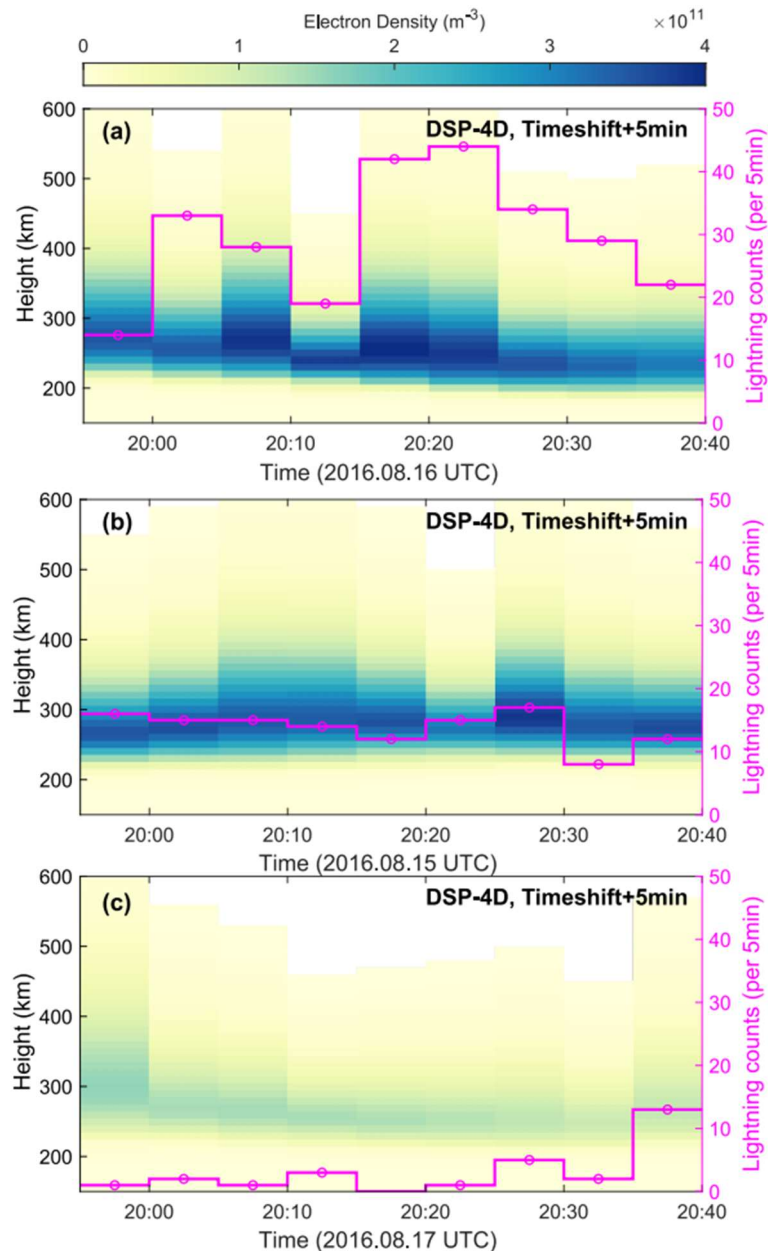 Electron Density (m⁻³) ×10¹¹
0 1 2 3 4
(a) DSP-4D, Timeshift+5min
Height (km)
600
500
400
300
200
50
40
30
20
10
0
Lightning counts (per 5min)
20:00 20:10 20:20 20:30 20:40
Time (2016.08.16 UTC)
(b) DSP-4D, Timeshift+5min
Height (km)
600
500
400
300
200
50
40
30
20
10
0
Lightning counts (per 5min)
20:00 20:10 20:20 20:30 20:40
Time (2016.08.15 UTC)
(c) DSP-4D, Timeshift+5min
Height (km)
600
500
400
300
200
50
40
30
20
10
0
Lightning counts (per 5min)
20:00 20:10 20:20 20:30 20:40
Time (2016.08.17 UTC)